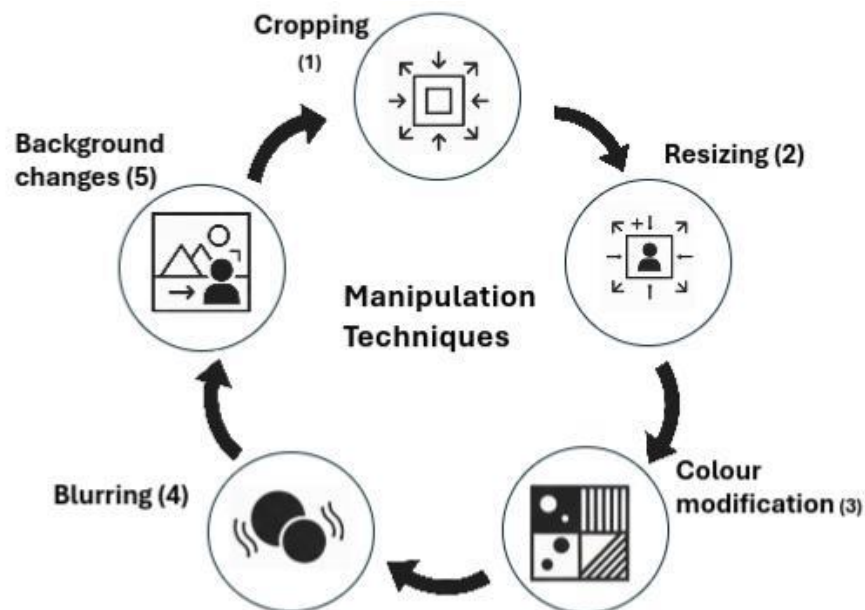 Cropping
(1)
Resizing (2)
Colour
modification (3)
Blurring (4)
Background
changes (5)
Manipulation
Techniques